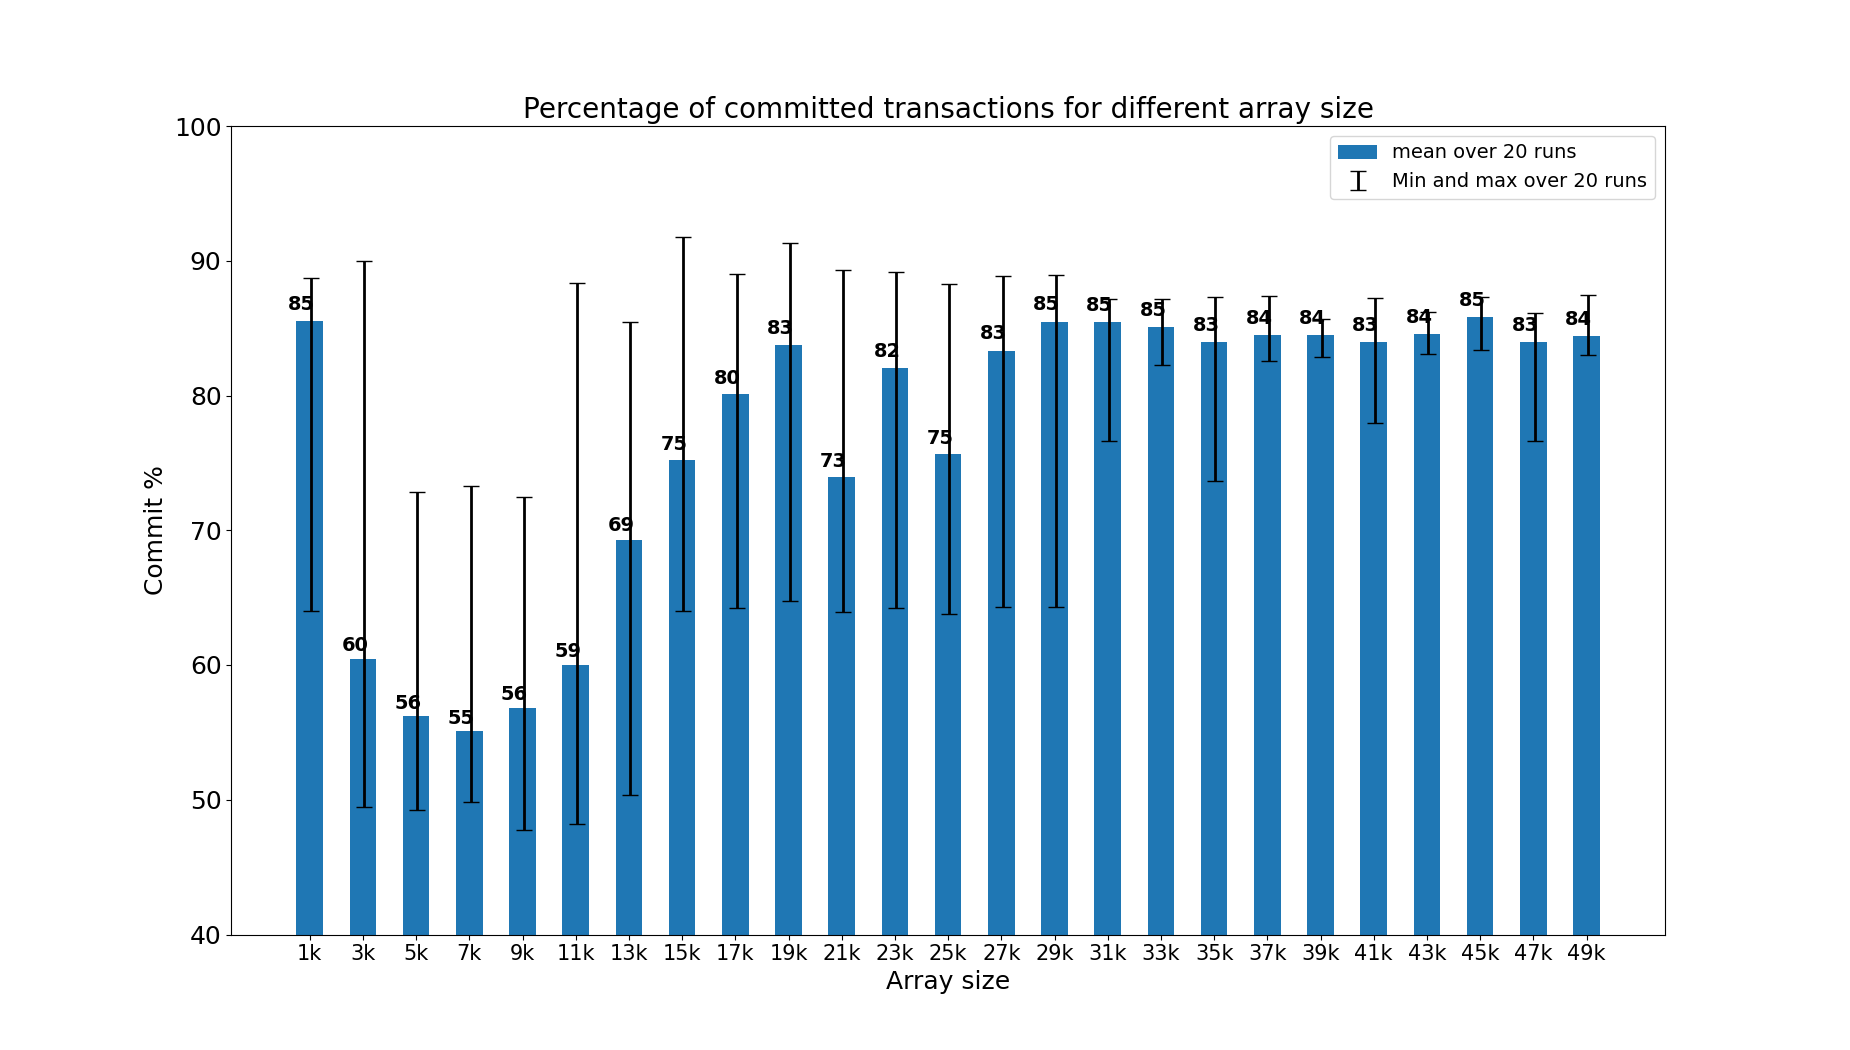 Percentage of committed transactions for different array size
mean over 20 runs
Min and max over 20 runs
Commit %
100
90
80
70
60
50
40
85 60 56 55 56 59 69 75 80 83 73 82 75 83 85 85 85 83 84 84 83 84 85 83 84
1k 3k 5k 7k 9k 11k 13k 15k 17k 19k 21k 23k 25k 27k 29k 31k 33k 35k 37k 39k 41k 43k 45k 47k 49k
Array size